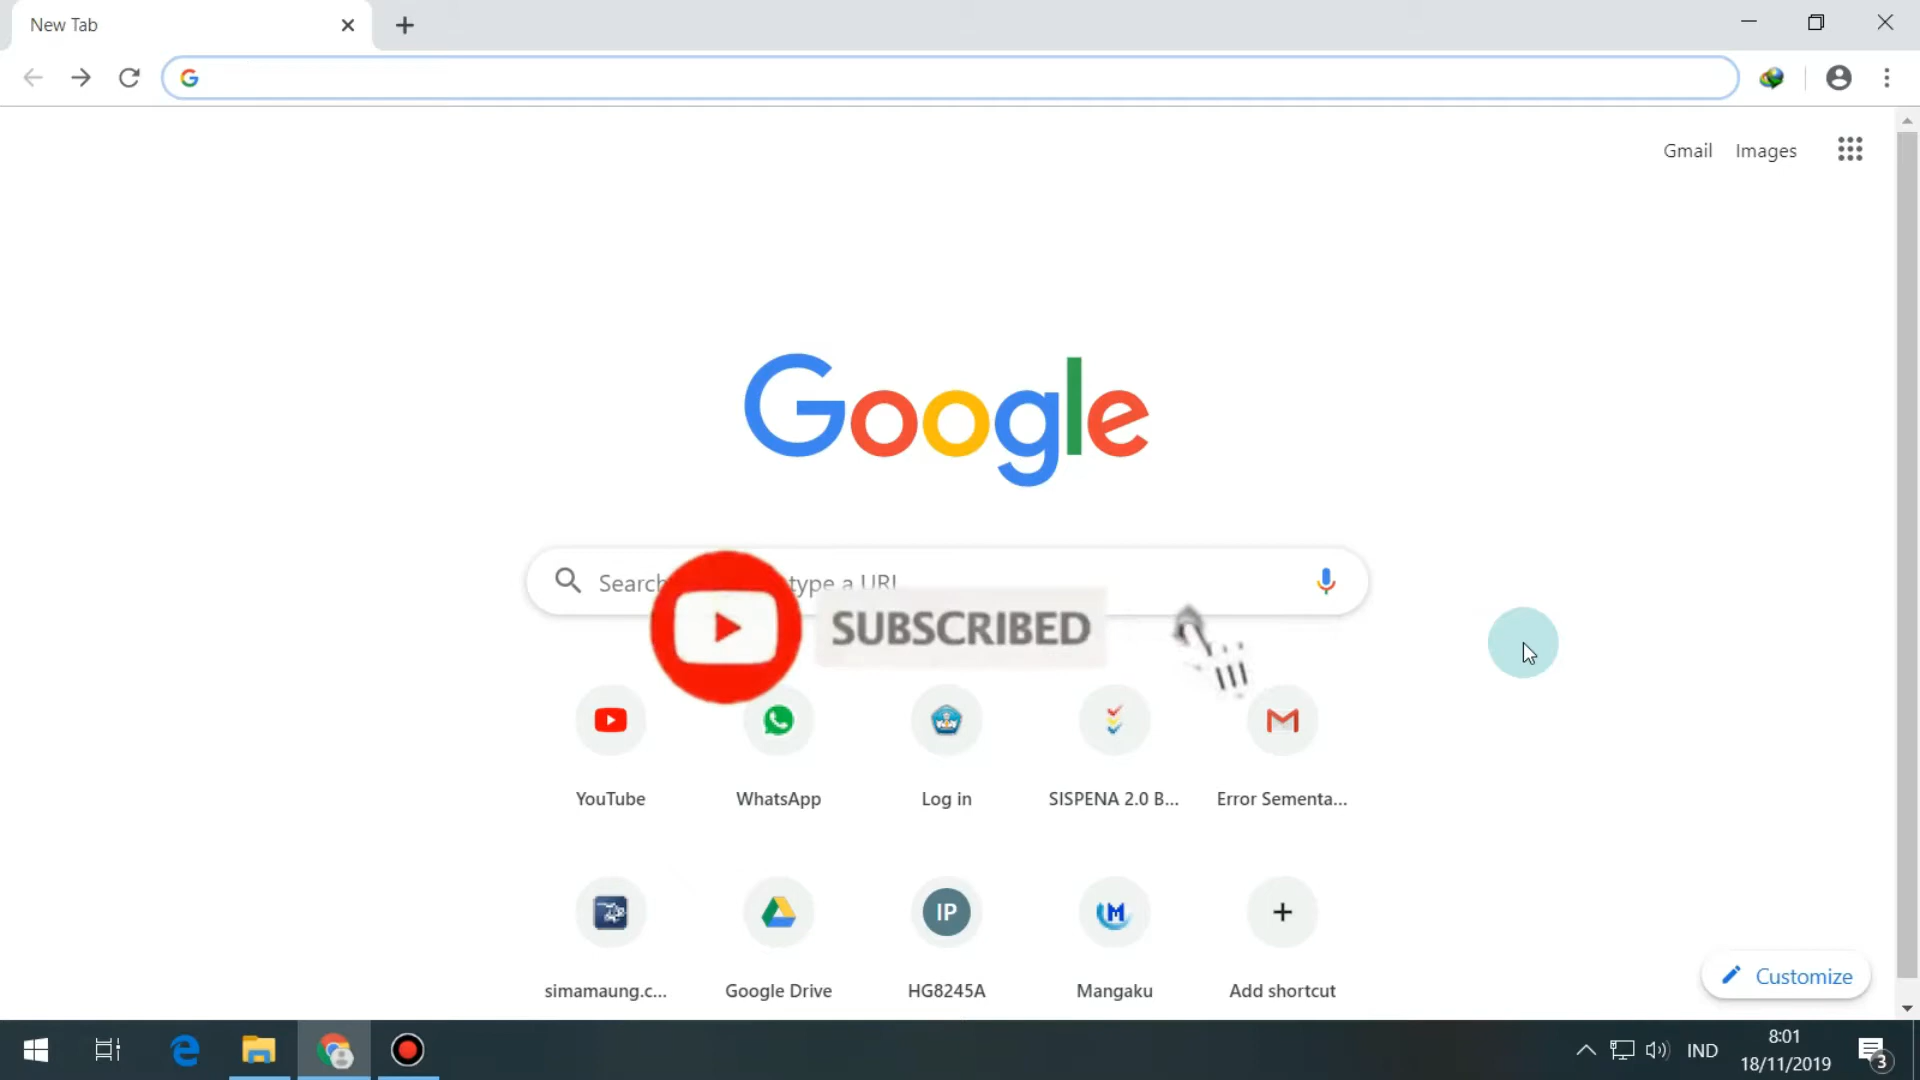 New Tab
Gmail Images
Google
Search type a URL
SUBSCRIBED
YouTube WhatsApp Log in SISPENA 2.0 B... Error Sementa...
IP
simamaung.c... Google Drive HG8245A Mangaku Add shortcut
Customize
IND
8:01
18/11/2019
3